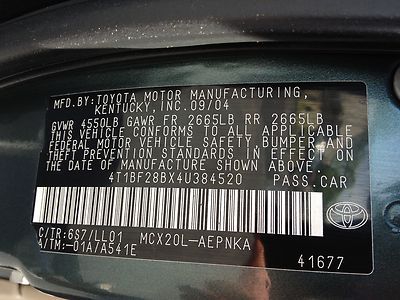 MFD.BY:TOYOTA MOTOR MANUFACTURING,
KENTUCKY,INC.09/04
GVWR 4550LB GAWR FR 2665LB RR 2665LB
THIS VEHICLE CONFORMS TO ALL APPLICABLE
FEDERAL MOTOR VEHICLE SAFETY,BUMPER, AND
THEFT PREVENTION STANDARDS IN EFFECT ON
THE DATE OF MANUFACTURE SHOWN ABOVE.
4T1BF28BX4U384520 PASS.CAR
C/TR:6S7/LL01 MCX20L-AEPNKA
A/TM:-01A/A541E
41677
TOYOTA